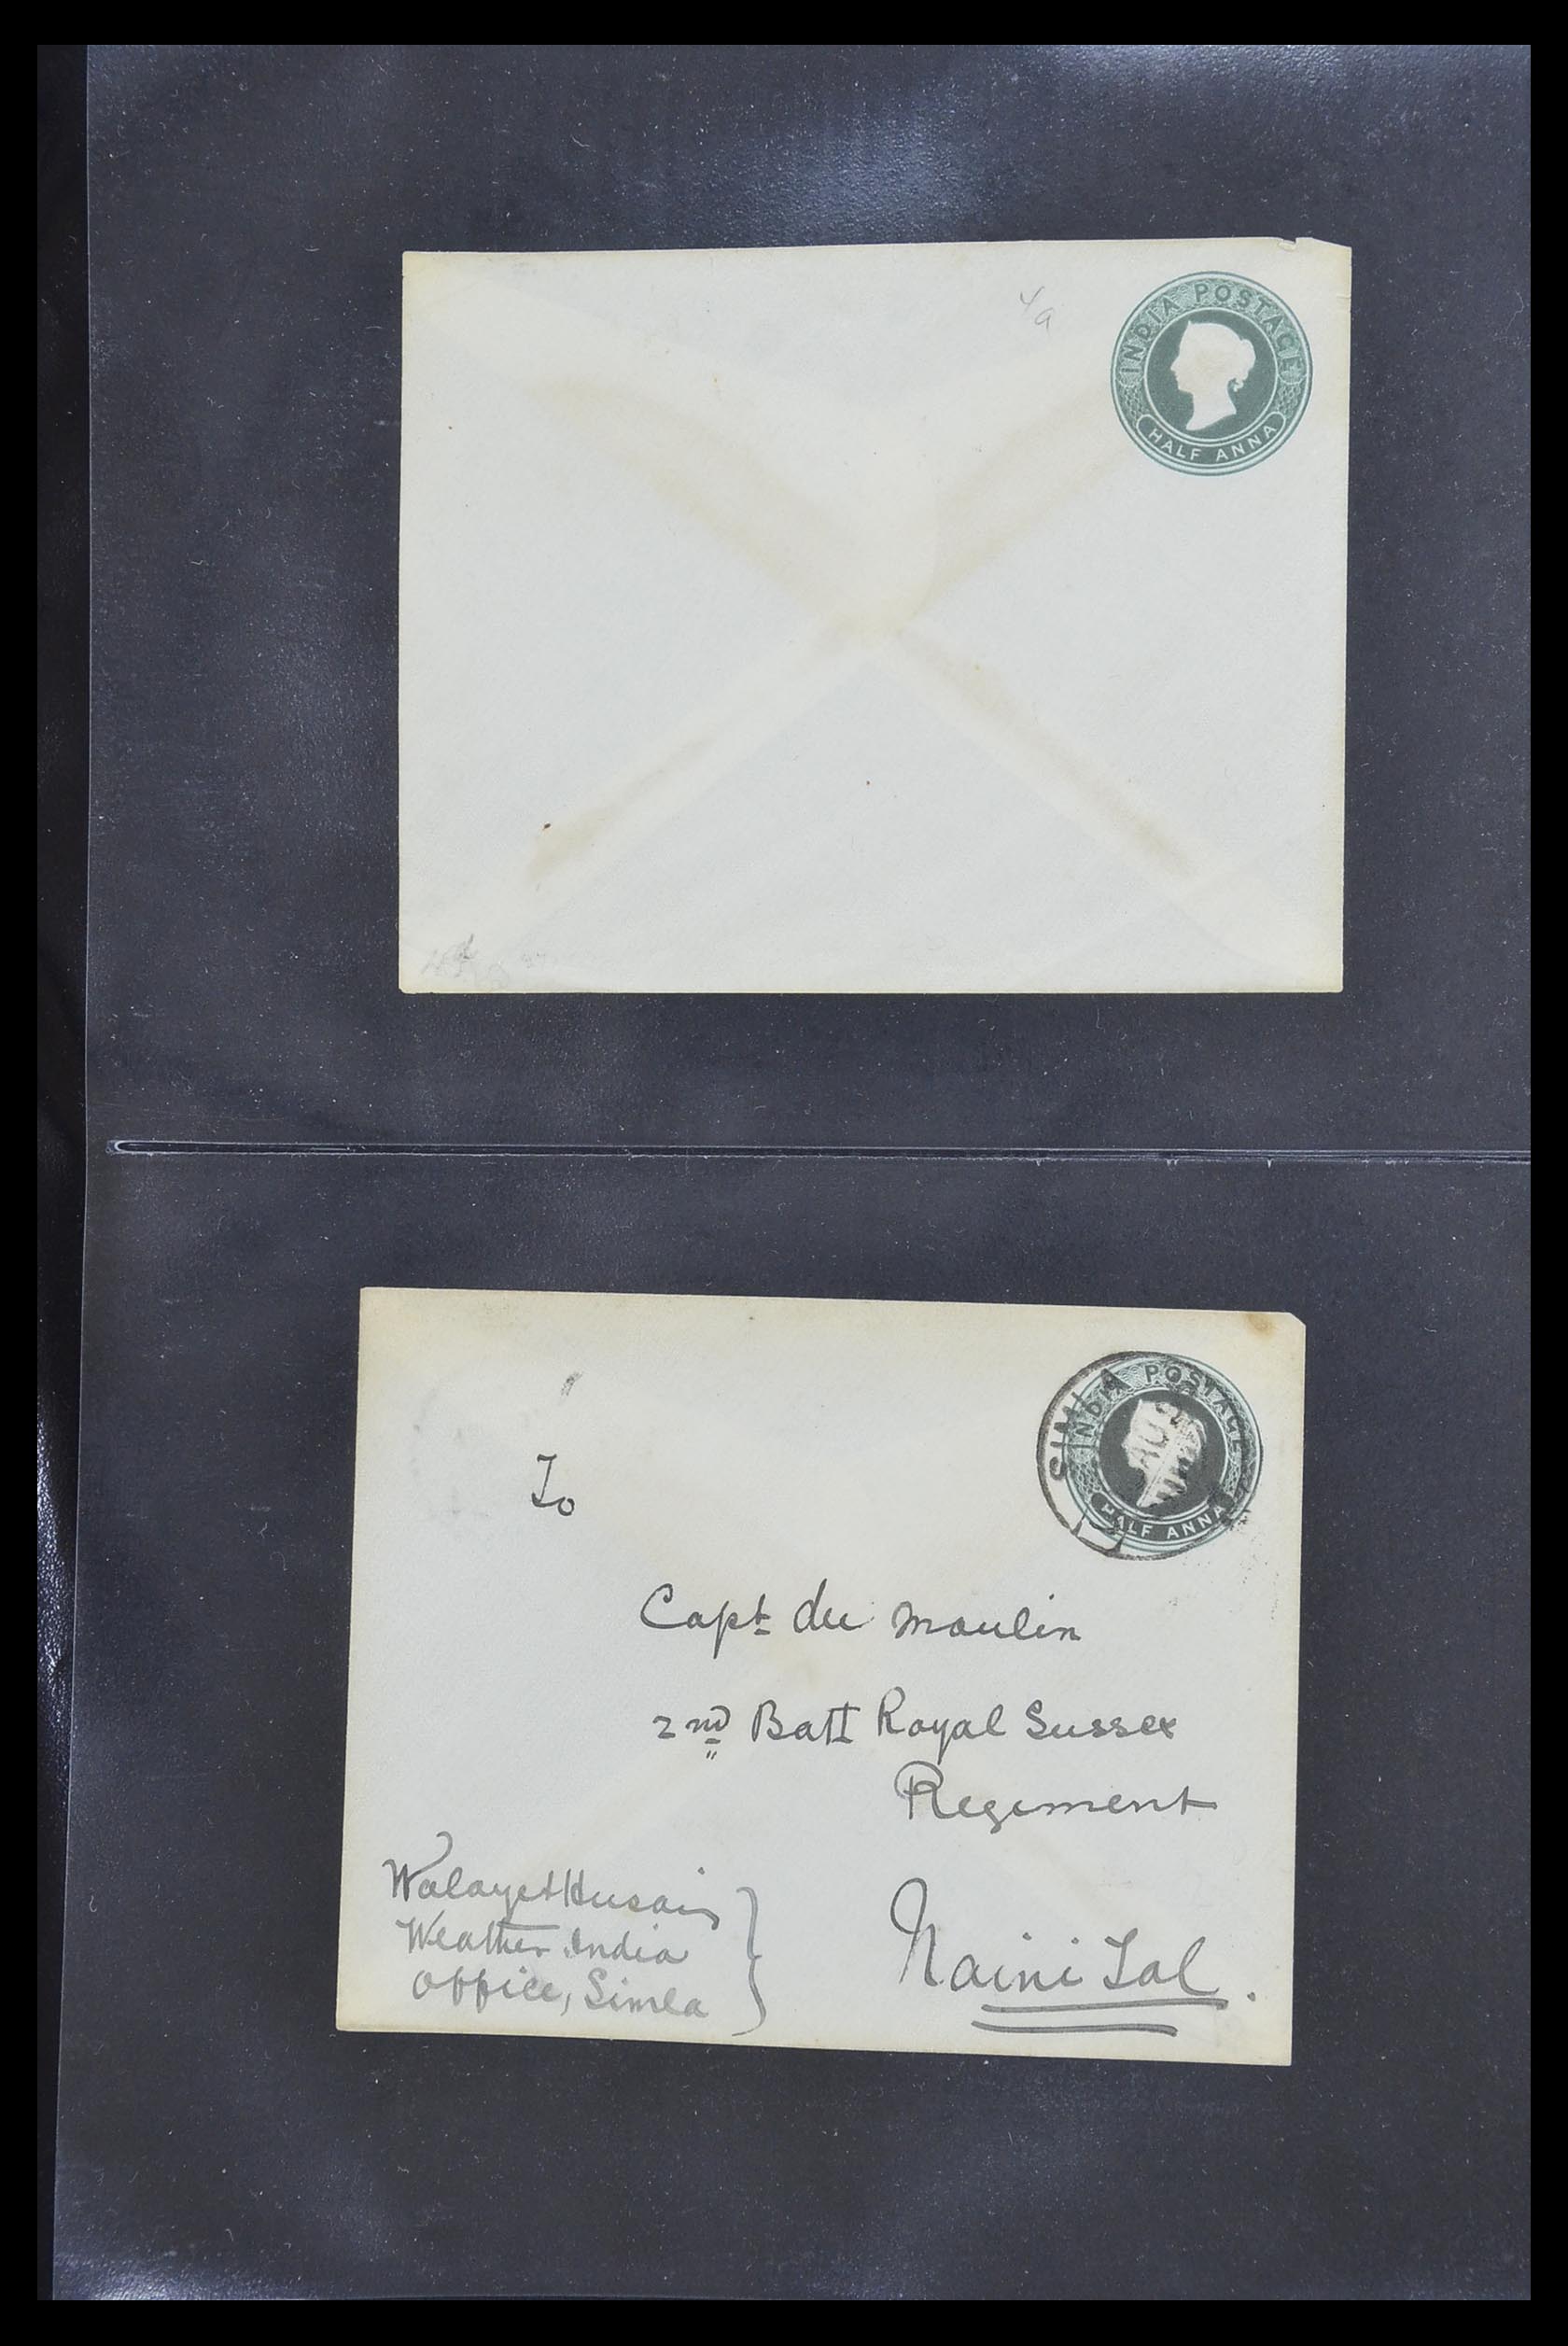 4a
INDIA POSTAGE
HALF ANNA
SIMLA
AUG
INDIA POSTAGE
HALF ANNA
To
Capt du Moulin
2nd Batt Royal Sussex
Regiment
Naini Tal.
Walayet Husain
Weather India
Office, Simla